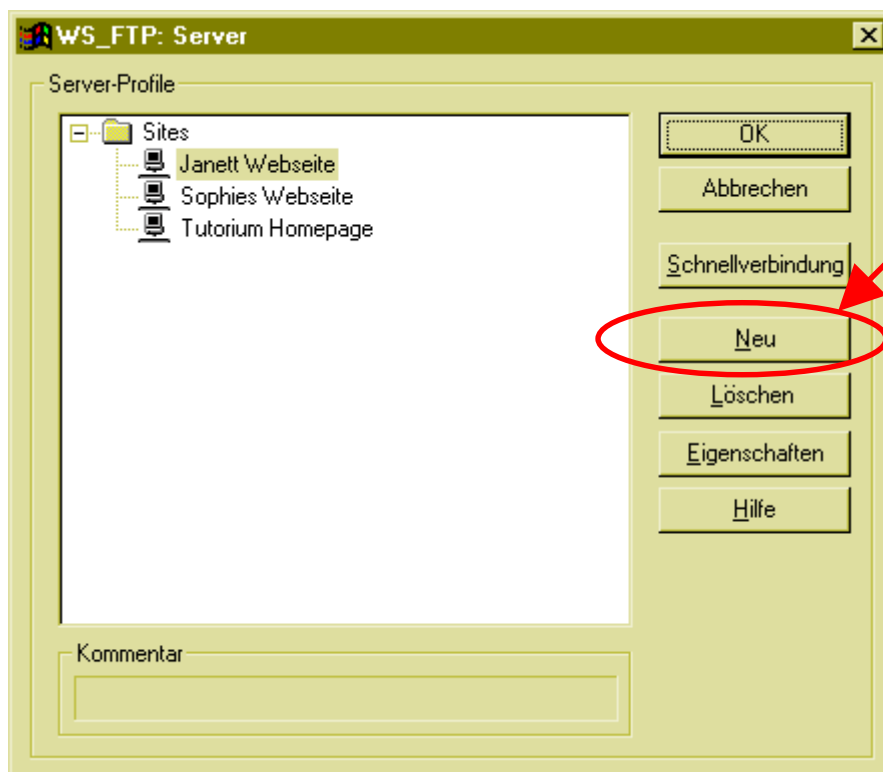 WS_FTP: Server
Server-Profile
Sites
Janett Webseite
Sophies Webseite
Tutorium Homepage
OK
Abbrechen
Schnellverbindung
Neu
Löschen
Eigenschaften
Hilfe
Kommentar